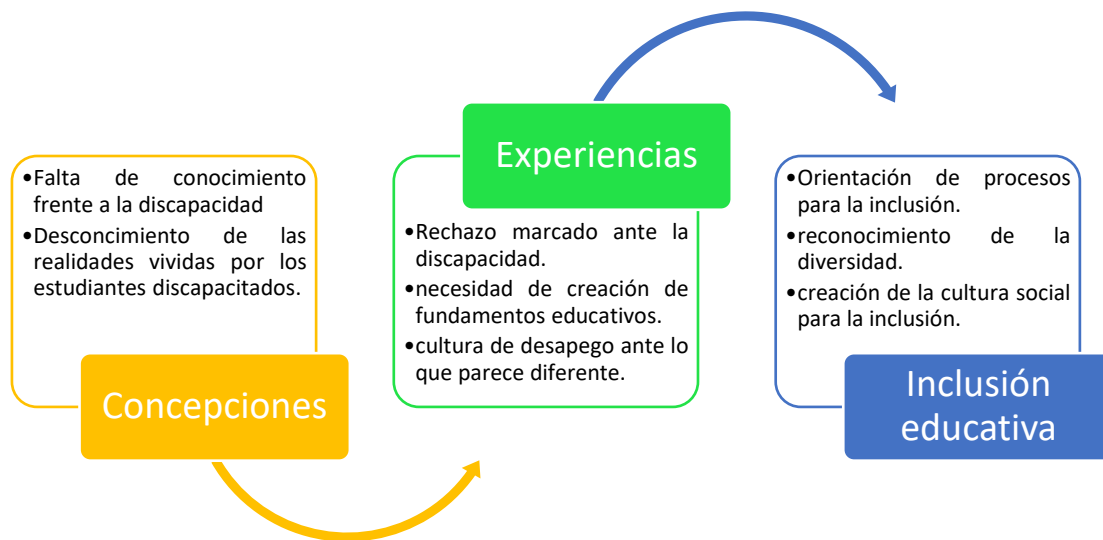 •Falta de conocimiento
frente a la discapacidad
•Desconcimiento de las
realidades vividas por los
estudiantes discapacitados.
Concepciones
Experiencias
•Rechazo marcado ante la
discapacidad.
•necesidad de creación de
fundamentos educativos.
•cultura de desapego ante lo
que parece diferente.
•Orientación de procesos
para la inclusión.
•reconocimiento de la
diversidad.
•creación de la cultura social
para la inclusión.
Inclusión
educativa